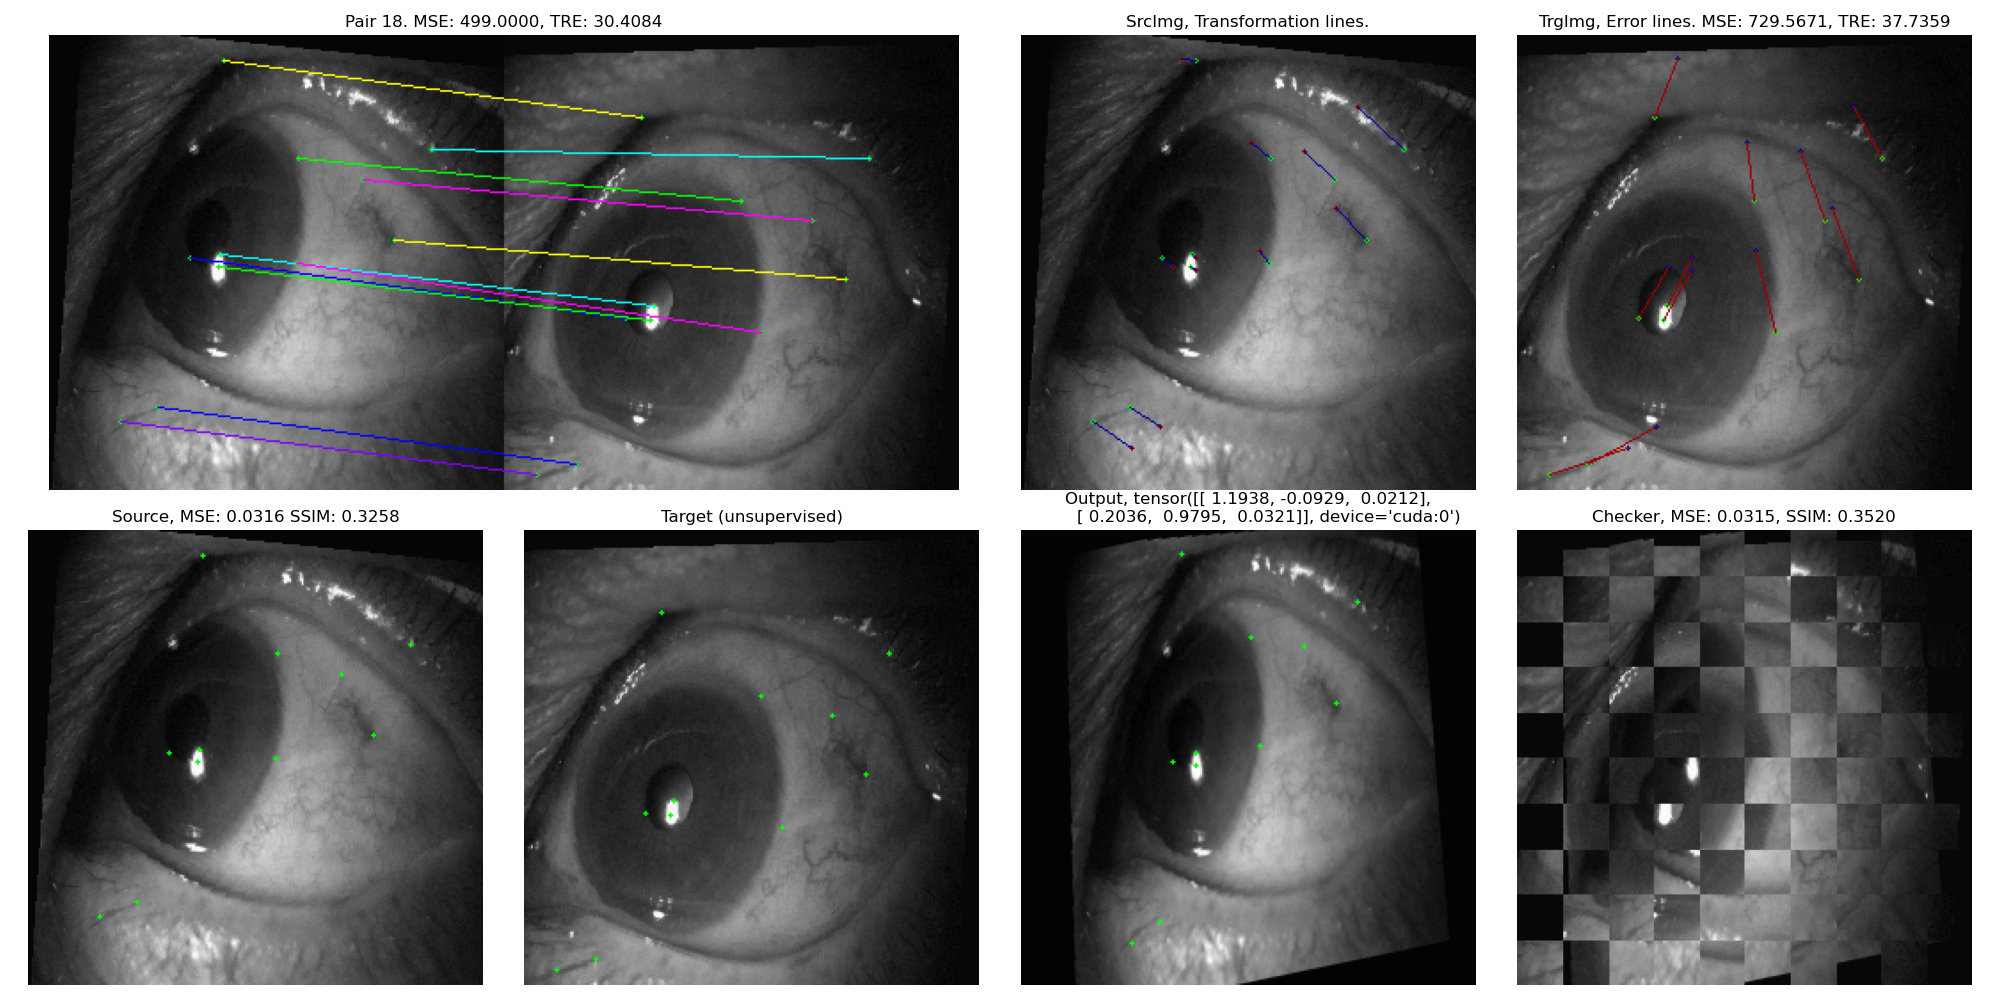 Pair 18. MSE: 499.0000, TRE: 30.4084
SrcImg, Transformation lines.
TrgImg, Error lines. MSE: 729.5671, TRE: 37.7359
Source, MSE: 0.0316 SSIM: 0.3258
Target (unsupervised)
Output, tensor([[ 1.1938, -0.0929,  0.0212],
[ 0.2036,  0.9795,  0.0321]], device='cuda:0')
Checker, MSE: 0.0315, SSIM: 0.3520